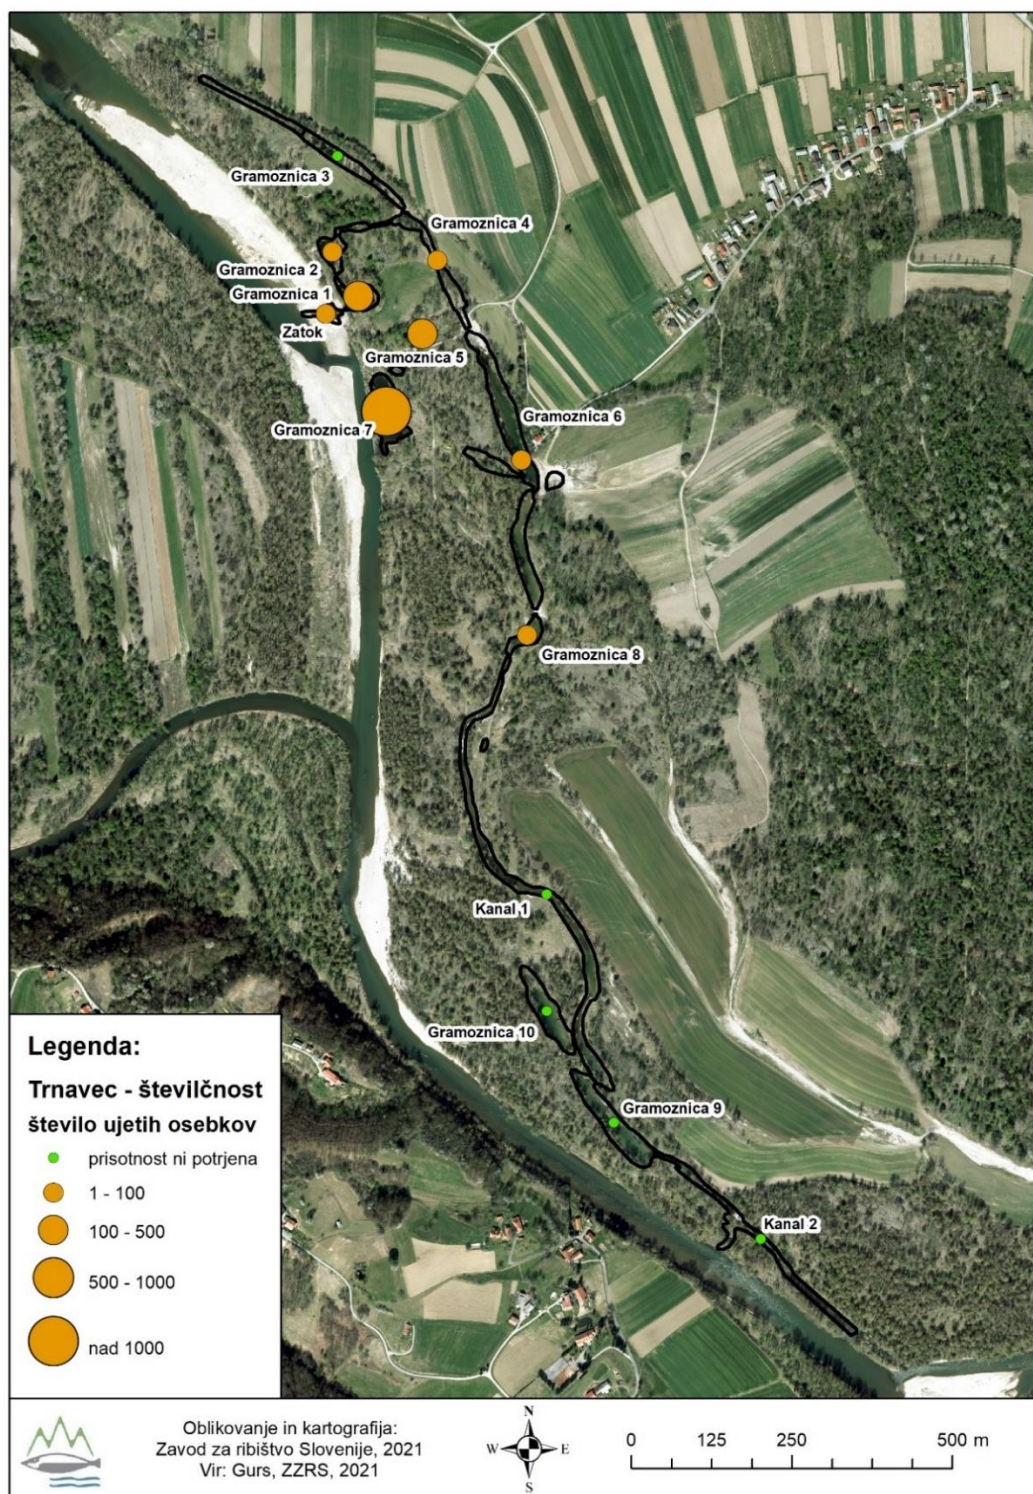 Gramoznica 3
Gramoznica 4
Gramoznica 2
Gramoznica 1
Zatok
Gramoznica 5
Gramoznica 6
Gramoznica 7
Gramoznica 8
Kanal 1
Gramoznica 10
Gramoznica 9
Kanal 2
Legenda:
Trnavec - številčnost
število ujetih osebkov
prisotnost ni potrjena
1 - 100
100 - 500
500 - 1000
nad 1000
Oblikovanje in kartografija:
Zavod za ribištvo Slovenije, 2021
Vir: Gurs, ZZRS, 2021
N
W E
S
0 125 250 500 m